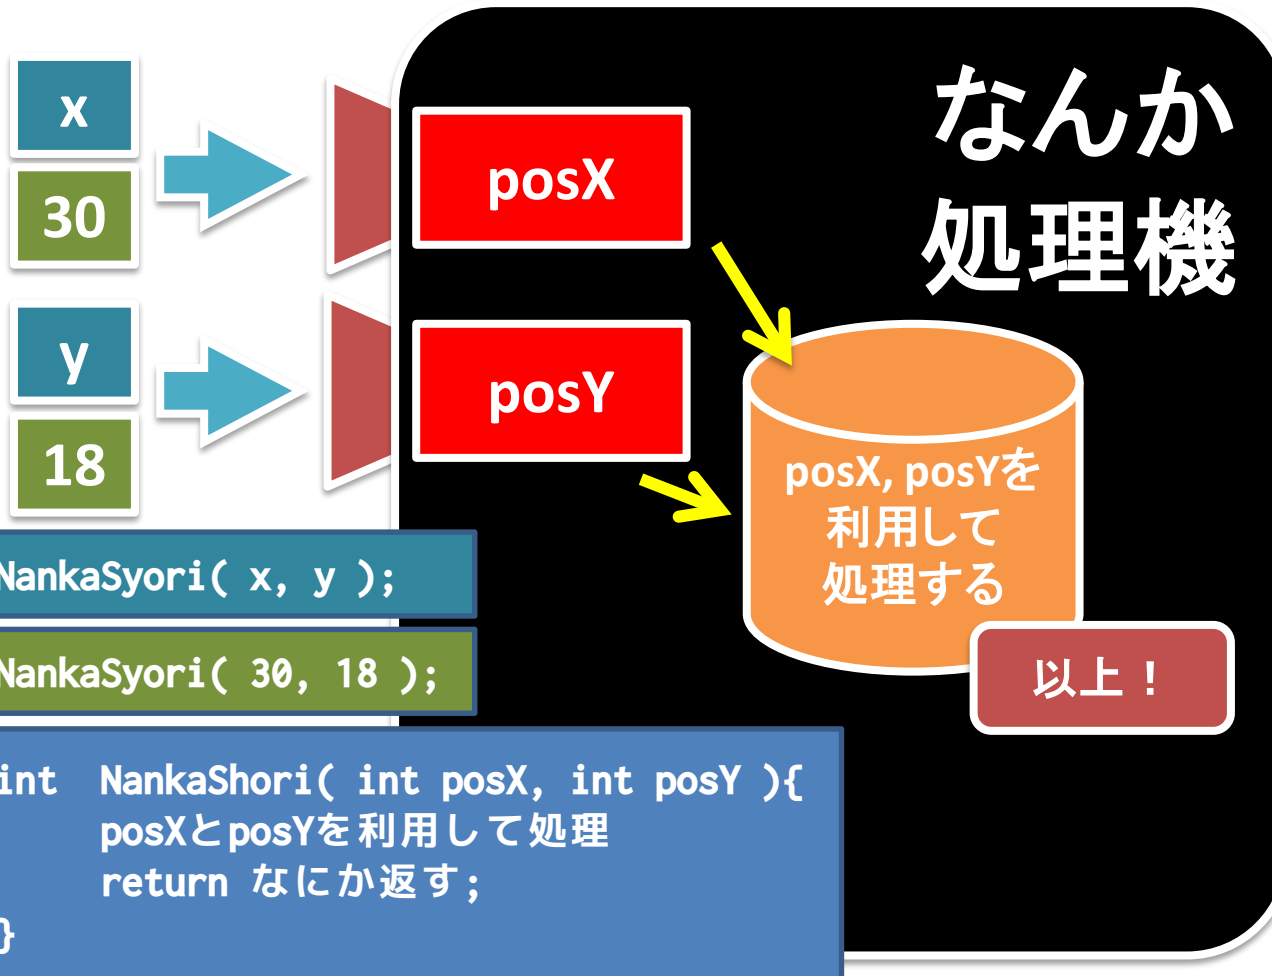 x
30
y
18
posX
posY
なんか
処理機
posX, posYを
利用して
処理する
以上！
NankaSyori( x, y );
NankaSyori( 30, 18 );
int NankaShori( int posX, int posY ){
posXとposYを利用して処理
return なにか返す;
}